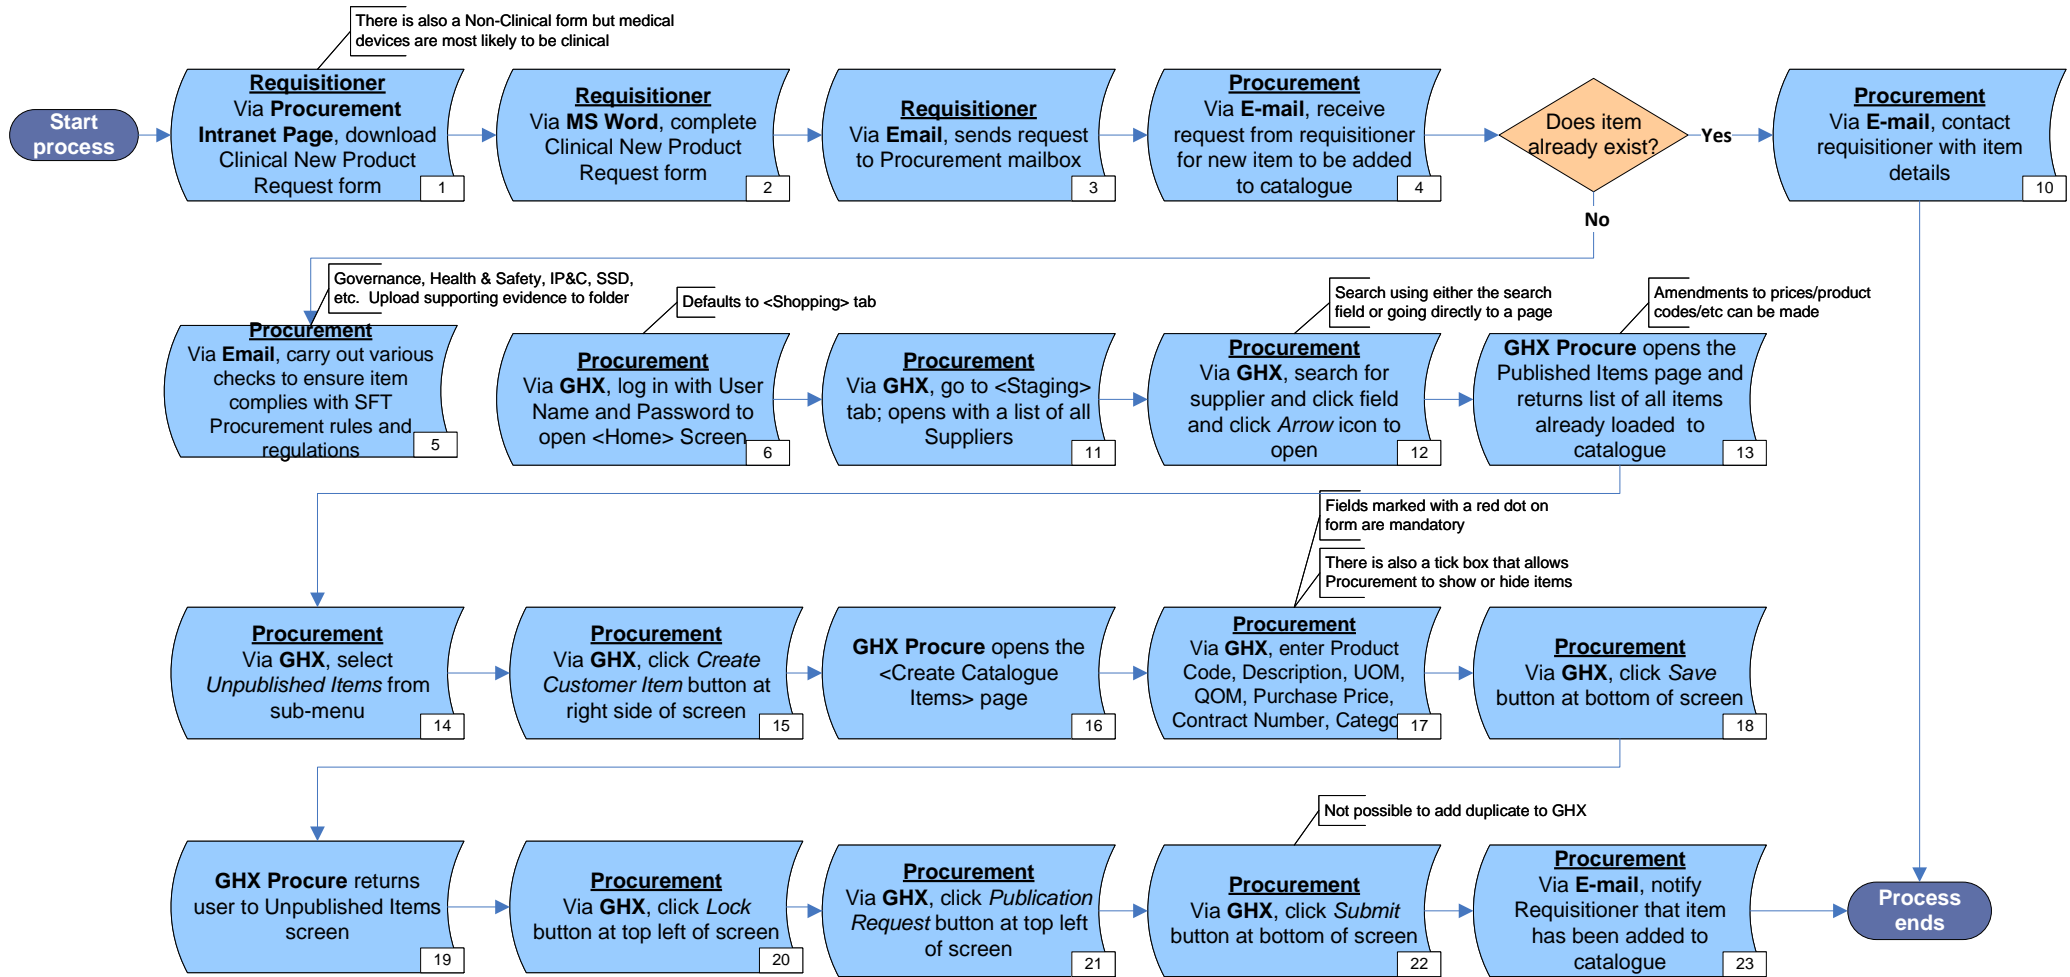 There is also a Non-Clinical form but medical
devices are most likely to be clinical
Start
process
Requisitioner
Via Procurement
Intranet Page, download
Clinical New Product
Request form
1
Requisitioner
Via MS Word, complete
Clinical New Product
Request form
2
Requisitioner
Via Email, sends request
to Procurement mailbox
3
Procurement
Via E-mail, receive
request from requisitioner
for new item to be added
to catalogue
4
Does item
already exist?
Yes
No
Procurement
Via E-mail, contact
requisitioner with item
details
10
Governance, Health & Safety, IP&C, SSD,
etc. Upload supporting evidence to folder
Procurement
Via Email, carry out various
checks to ensure item
complies with SFT
Procurement rules and
regulations
5
Defaults to <Shopping> tab
Procurement
Via GHX, log in with User
Name and Password to
open <Home> Screen
6
Procurement
Via GHX, go to <Staging>
tab; opens with a list of all
Suppliers
11
Search using either the search
field or going directly to a page
Procurement
Via GHX, search for
supplier and click field
and click Arrow icon to
open
12
Amendments to prices/product
codes/etc can be made
GHX Procure opens the
Published Items page and
returns list of all items
already loaded to
catalogue
13
Procurement
Via GHX, select
Unpublished Items from
sub-menu
14
Procurement
Via GHX, click Create
Customer Item button at
right side of screen
15
GHX Procure opens the
<Create Catalogue
Items> page
16
Fields marked with a red dot on
form are mandatory
There is also a tick box that allows
Procurement to show or hide items
Procurement
Via GHX, enter Product
Code, Description, UOM,
QOM, Purchase Price,
Contract Number, Catego
17
Procurement
Via GHX, click Save
button at bottom of screen
18
GHX Procure returns
user to Unpublished Items
screen
19
Procurement
Via GHX, click Lock
button at top left of screen
20
Procurement
Via GHX, click Publication
Request button at top left
of screen
21
Not possible to add duplicate to GHX
Procurement
Via GHX, click Submit
button at bottom of screen
22
Procurement
Via E-mail, notify
Requisitioner that item
has been added to
catalogue
23
Process
ends